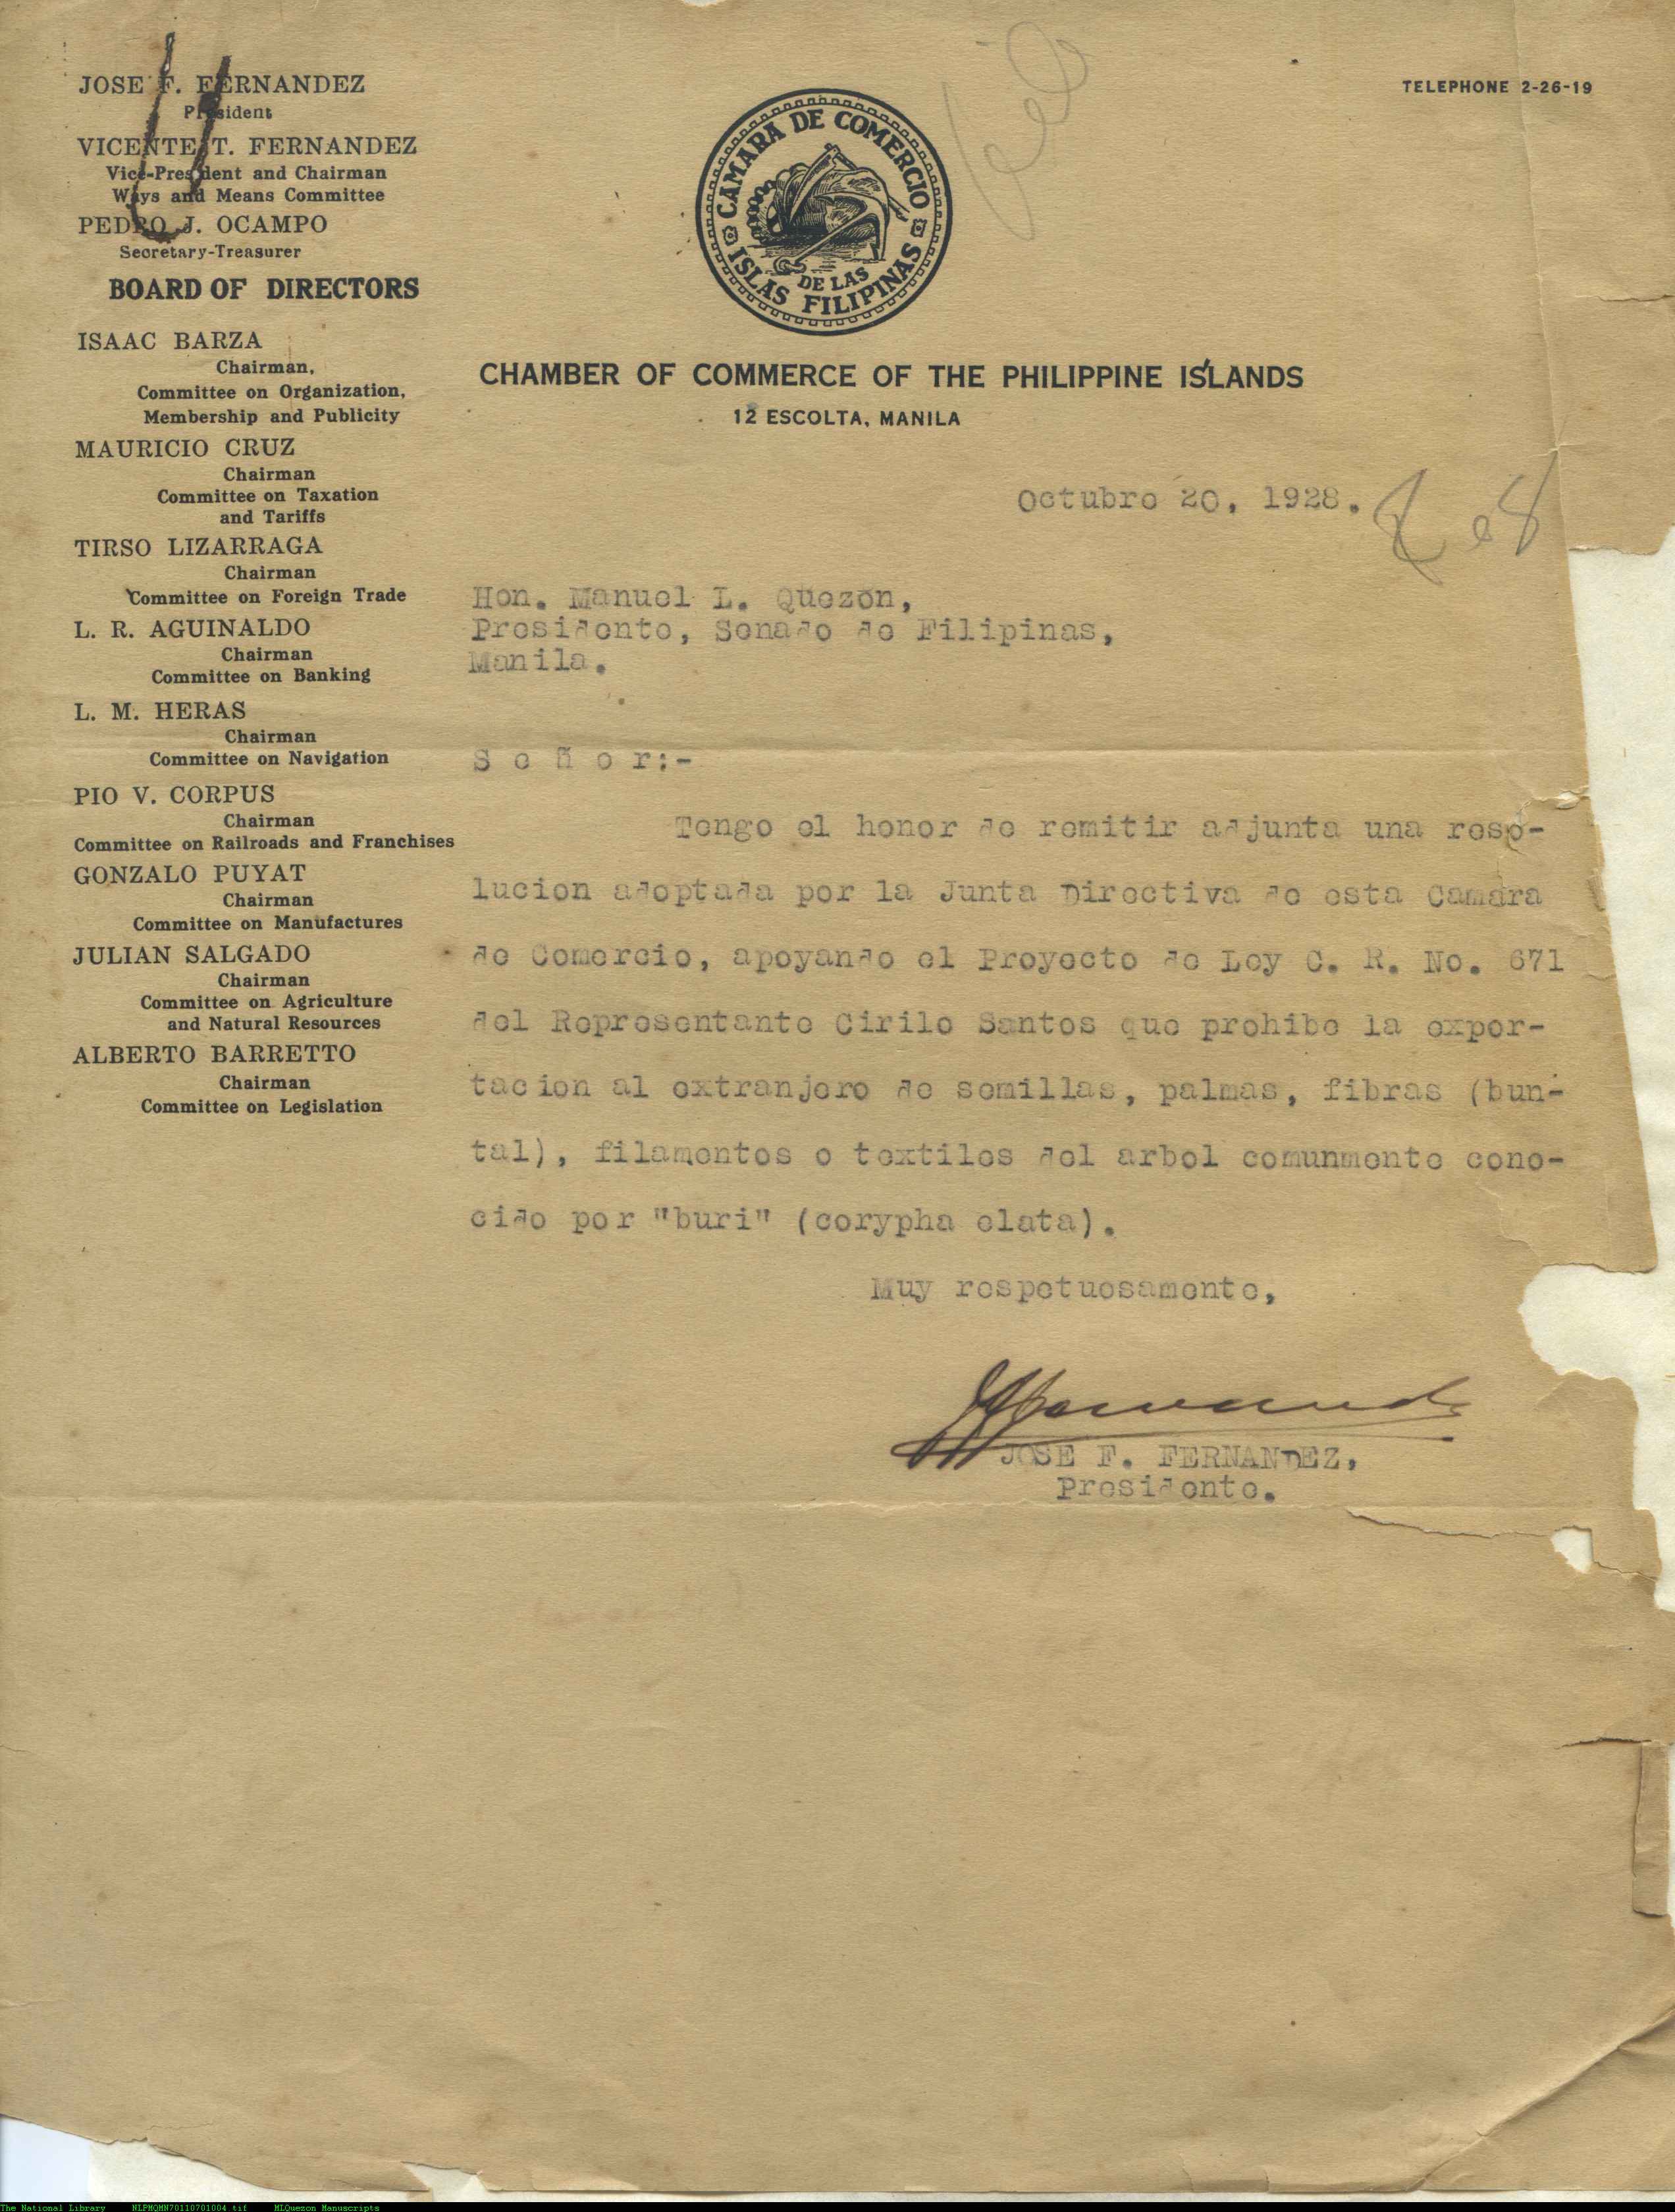 JOSE F. FERNANDEZ
President
VICENTE T. FERNANDEZ
Vice-President and Chairman
Ways and Means Committee
PEDRO J. OCAMPO
Secretary-Treasurer
BOARD OF DIRECTORS
ISAAC BARZA
Chairman,
Committee on Organization,
Membership and Publicity
MAURICIO CRUZ
Chairman
Committee on Taxation
and Tariffs
TIRSO LIZARRAGA
Chairman
Committee on Foreign Trade
L. R. AGUINALDO
Chairman
Committee on Banking
L. M. HERAS
Chairman
Committee on Navigation
PIO V. CORPUS
Chairman
Committee on Railroads and Franchises
GONZALO PUYAT
Chairman
Committee on Manufactures
JULIAN SALGADO
Chairman
Committee on Agriculture
and Natural Resources
ALBERTO BARRETTO
Chairman
Committee on Legislation
TELEPHONE 2-26-19
CAMARA DE COMERCIO
DE LAS
ISLAS FILIPINAS
CHAMBER OF COMMERCE OF THE PHILIPPINE ISLANDS
12 ESCOLTA, MANILA
Octubre 20, 1928.
Hon. Manuel L. Quezon,
Presidente, Senado de Filipinas,
Manila.
S e ñ o r:-
Tengo el honor de remitir adjunta una reso-
lucion adoptada por la Junta Directiva de esta Camara
de Comercio, apoyando el Proyecto de Ley C. R. No. 671
del Representante Cirilo Santos que prohibe la expor-
tacion al extranjero de semillas, palmas, fibras (bun-
tal), filamentos o textiles del arbol comunmente cono-
cido por "buri" (corypha elata).
Muy respetuosamente,
JOSE F. FERNANDEZ,
Presidente.
The National Library NLPMQMN70110701004 tif MLQuezon Manuscripts